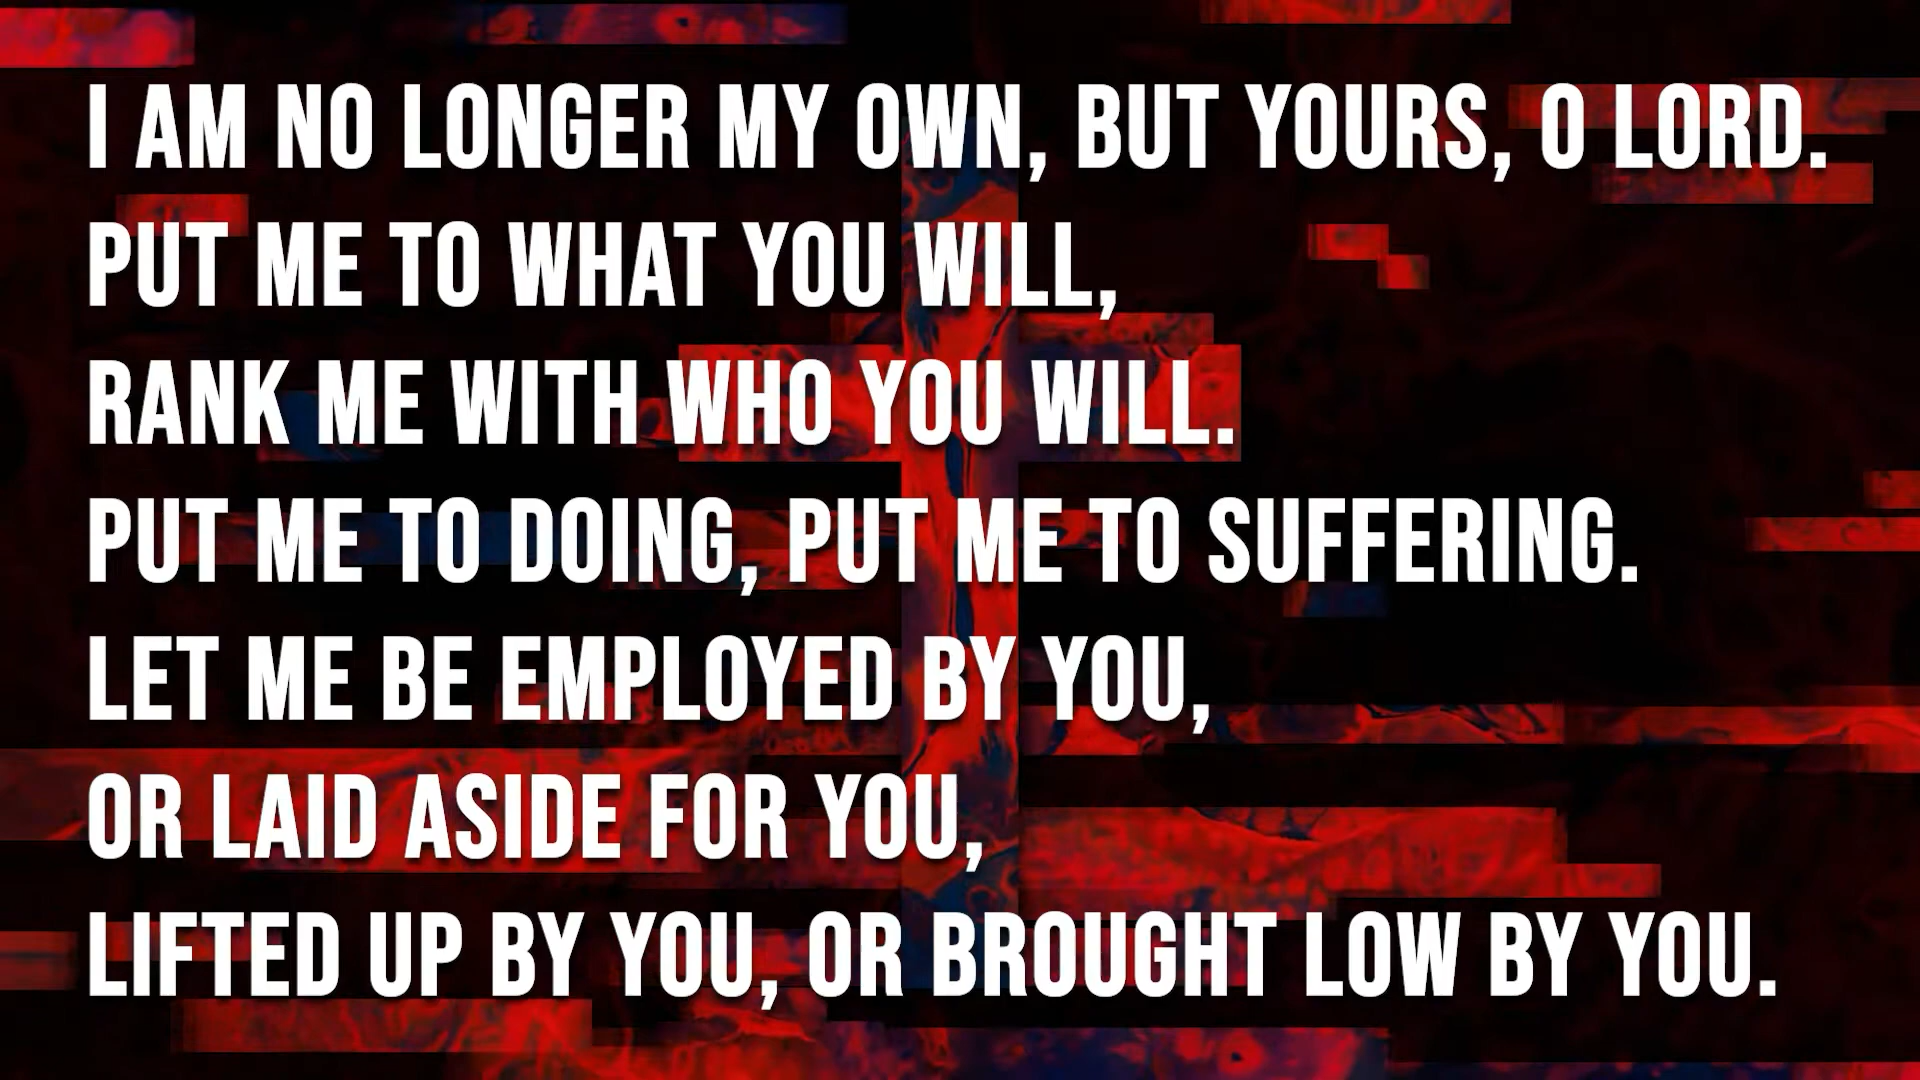 I AM NO LONGER MY OWN, BUT YOURS, O LORD.
PUT ME TO WHAT YOU WILL,
RANK ME WITH WHO YOU WILL.
PUT ME TO DOING, PUT ME TO SUFFERING.
LET ME BE EMPLOYED BY YOU,
OR LAID ASIDE FOR YOU,
LIFTED UP BY YOU, OR BROUGHT LOW BY YOU.